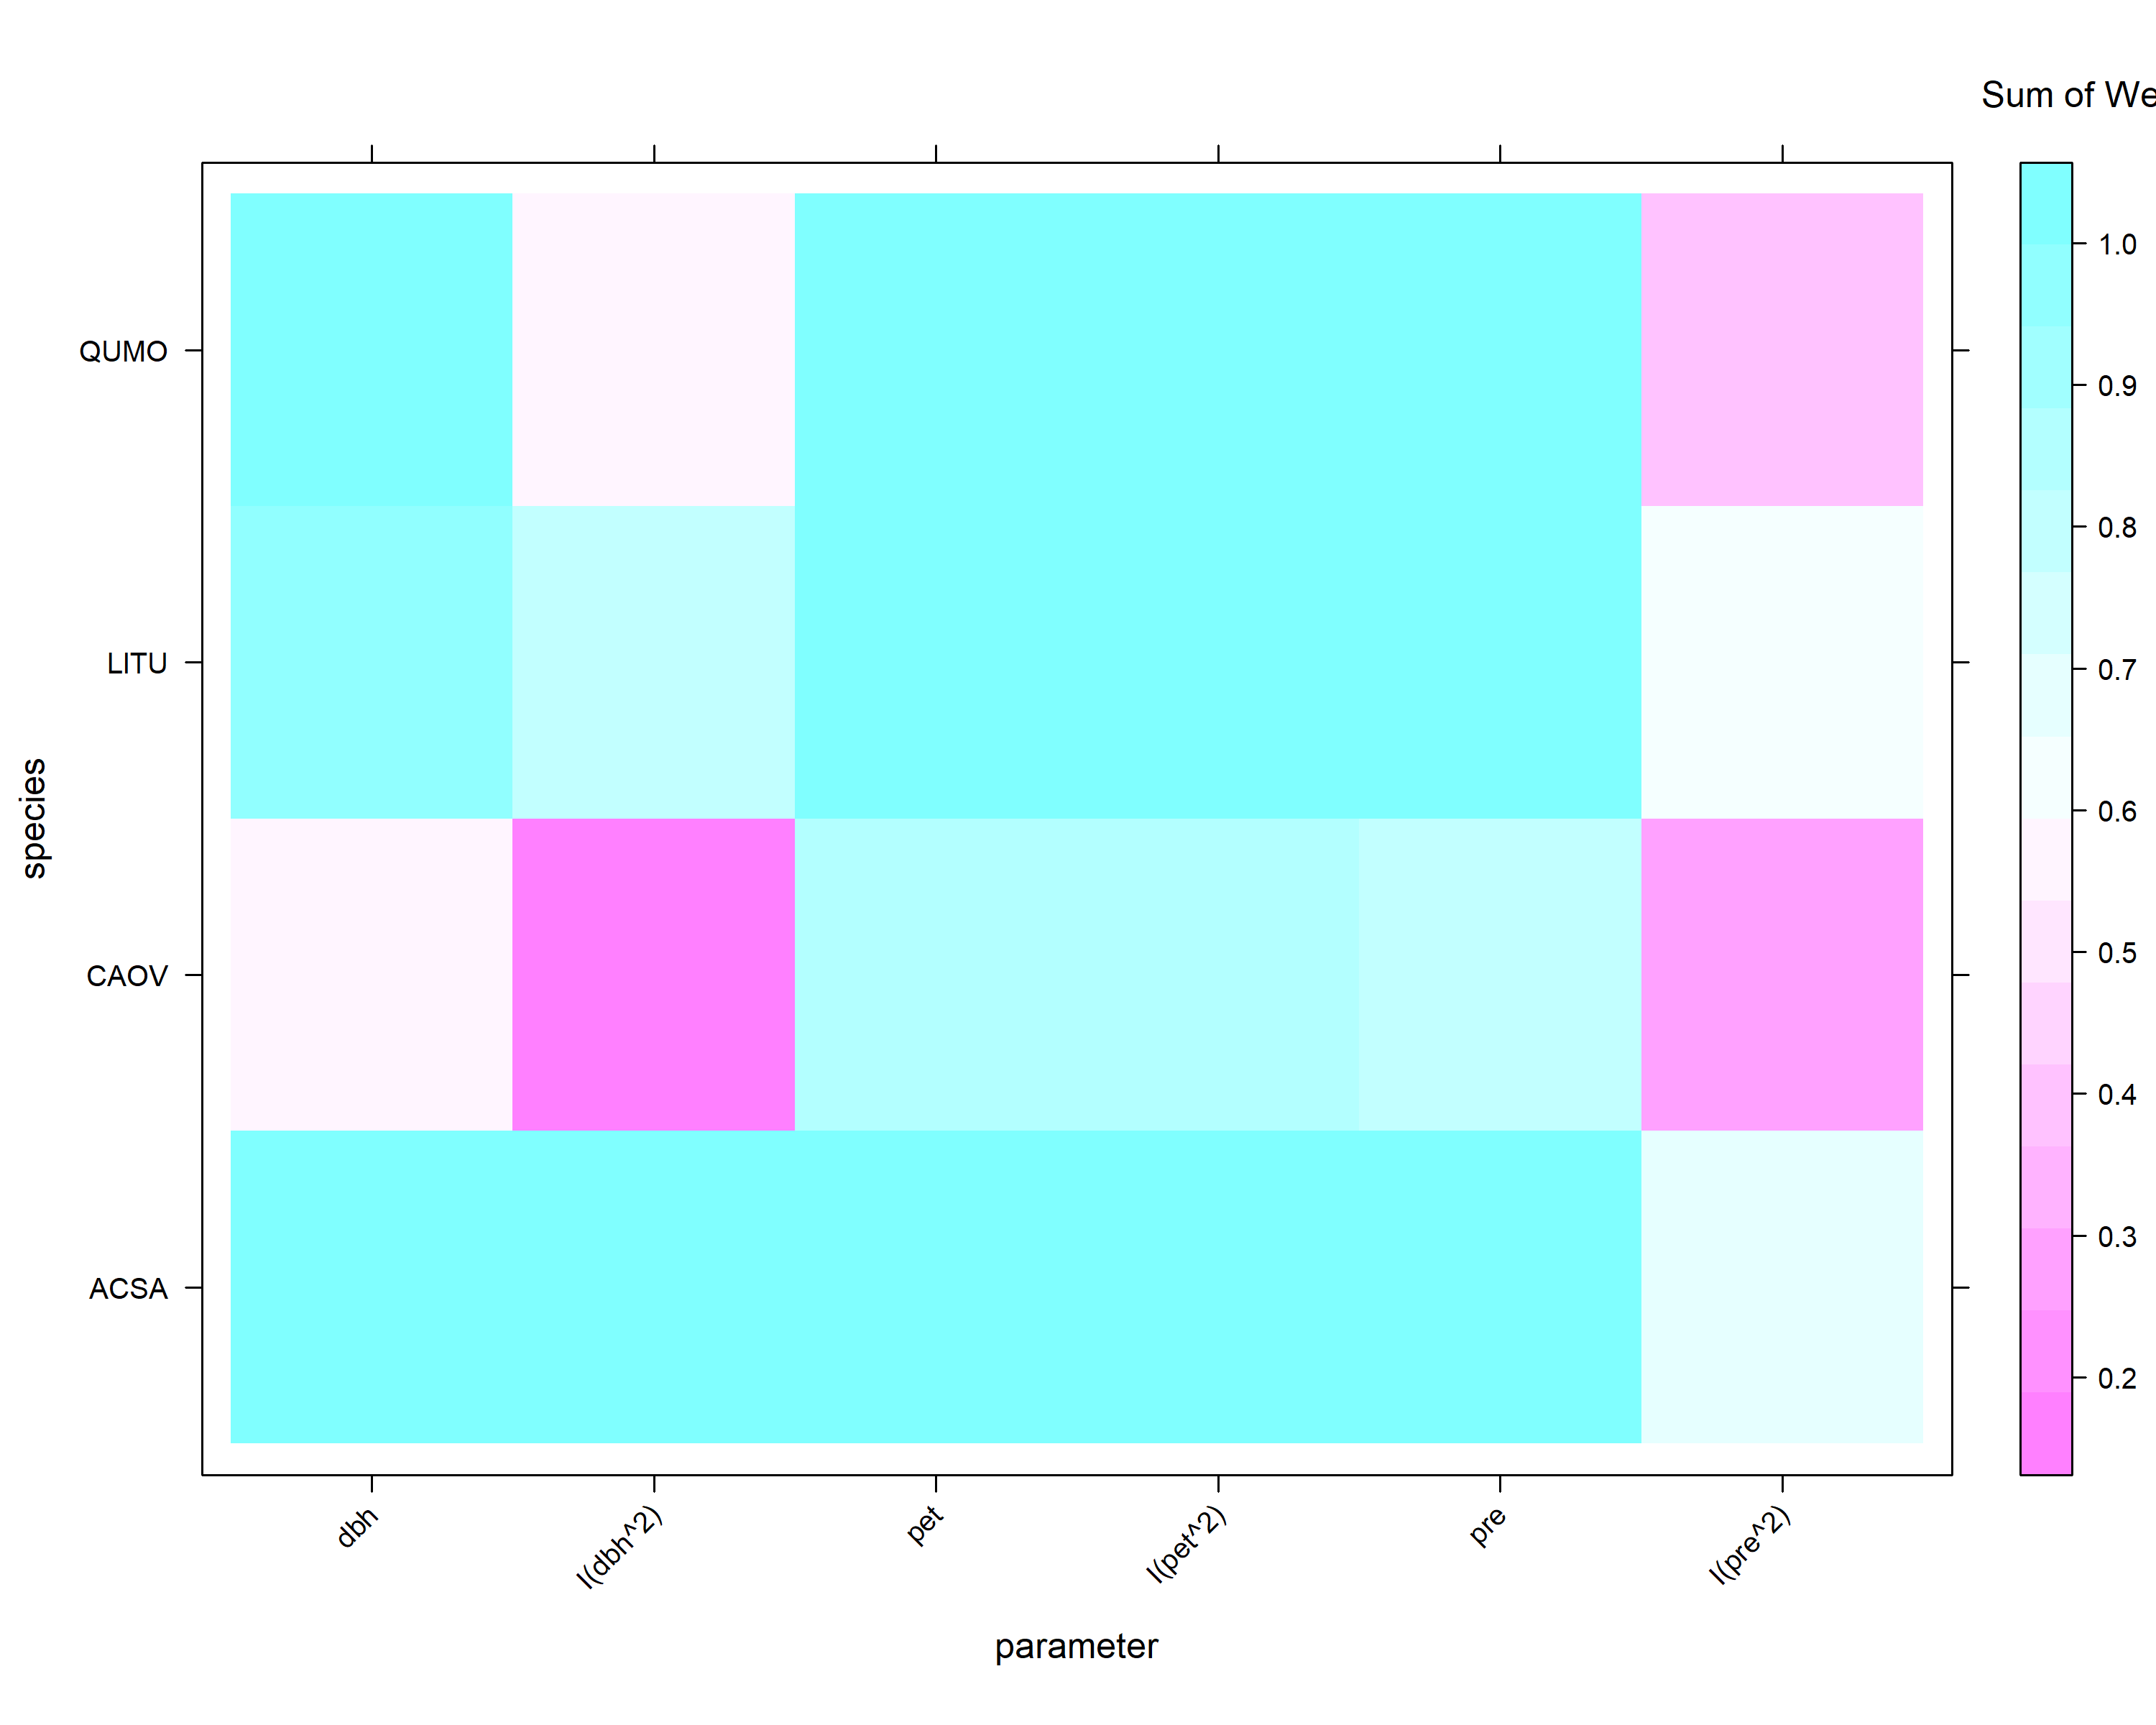 Sum of We
QUMO
LITU
CAOV
ACSA
species
1.0
0.9
0.8
0.7
0.6
0.5
0.4
0.3
0.2
dbh
I(dbh^2)
pet
I(pet^2)
pre
I(pre^2)
parameter